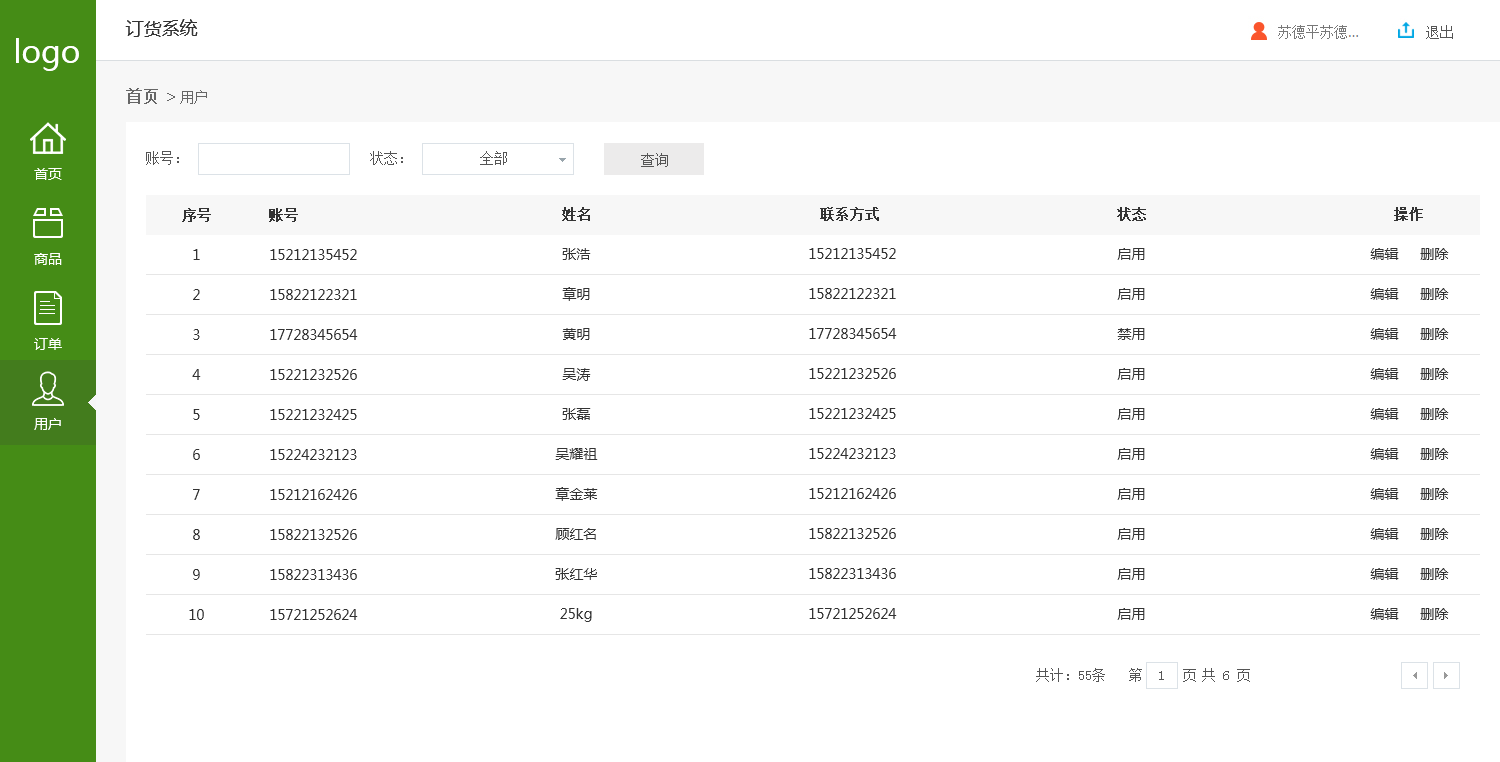 logo
订货系统
苏德平苏德...
退出
首页 > 用户
首页
商品
订单
用户
账号：
状态： 全部
查询
序号 账号 姓名 联系方式 状态 操作
1 15212135452 张浩 15212135452 启用 编辑 删除
2 15822122321 章明 15822122321 启用 编辑 删除
3 17728345654 黄明 17728345654 禁用 编辑 删除
4 15221232526 吴涛 15221232526 启用 编辑 删除
5 15221232425 张磊 15221232425 启用 编辑 删除
6 15224232123 吴耀祖 15224232123 启用 编辑 删除
7 15212162426 章金莱 15212162426 启用 编辑 删除
8 15822132526 顾红名 15822132526 启用 编辑 删除
9 15822313436 张红华 15822313436 启用 编辑 删除
10 15721252624 25kg 15721252624 启用 编辑 删除
共计：55条 第 1 页 共 6 页